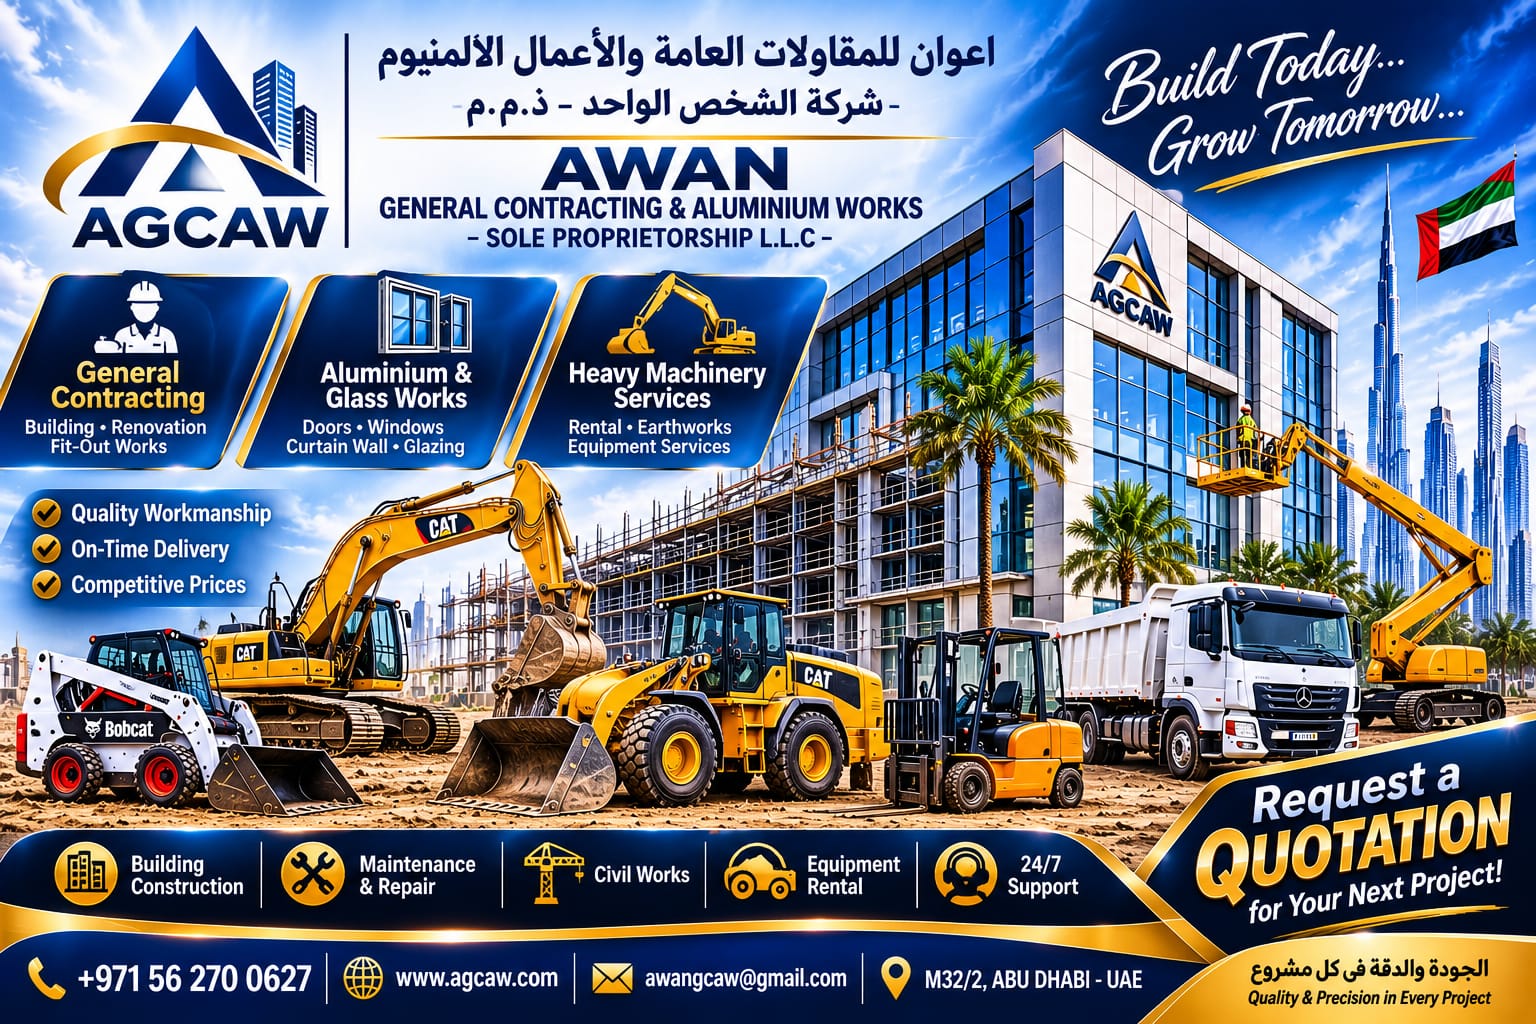 AGCAW
اعوان للمقاولات العامة والأعمال الألمنيوم
- شركة الشخص الواحد - ذ.م.م -
AWAN
GENERAL CONTRACTING & ALUMINIUM WORKS
- SOLE PROPRIETORSHIP L.L.C -
Build Today...
Grow Tomorrow...
AGCAW
General
Contracting
Building • Renovation
Fit-Out Works
Aluminium &
Glass Works
Doors • Windows
Curtain Wall • Glazing
Heavy Machinery
Services
Rental • Earthworks
Equipment Services
Quality Workmanship
On-Time Delivery
Competitive Prices
CAT
CAT
CAT
Bobcat
Request a
QUOTATION
for Your Next Project!
Building
Construction
Maintenance
& Repair
Civil Works
Equipment
Rental
24/7
Support
+971 56 270 0627
www.agcaw.com
awangcaw@gmail.com
M32/2, ABU DHABI - UAE
الجودة والدقة في كل مشروع
Quality & Precision in Every Project